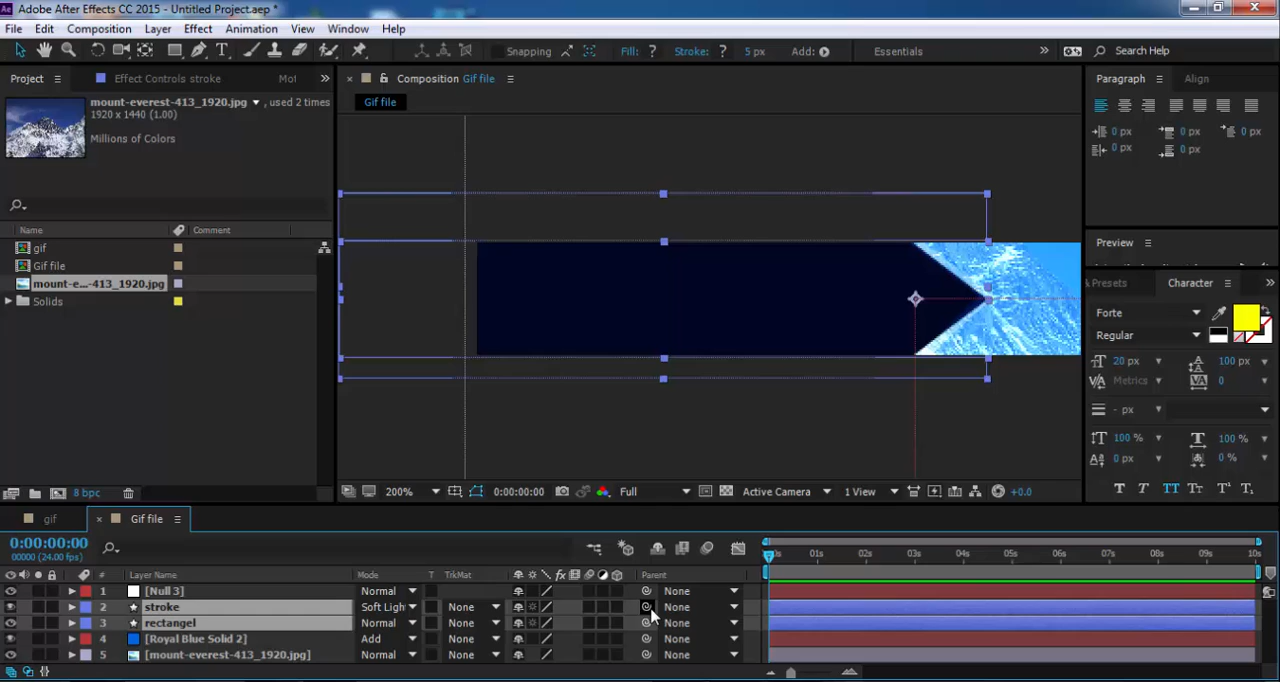 Adobe After Effects CC 2015 - Untitled Project.aep *
File Edit Composition Layer Effect Animation View Window Help
Snapping Fill: ? Stroke: ? 5 px Add: Essentials Search Help
Project Effect Controls stroke Mot
Composition Gif file
Paragraph Align
mount-everest-413_1920.jpg , used 2 times
1920 x 1440 (1.00)
Millions of Colors
Gif file
0 px 0 px 0 px
0 px 0 px
Name Comment
gif
Gif file
mount-e...-413_1920.jpg
Solids
Preview
Presets Character
Forte
Regular
20 px 100 px
Metrics 0
- px
100 % 100 %
0 px 0 %
T T TT Tt T¹ T₁
8 bpc
200% 0:00:00:00 Full Active Camera 1 View +0.0
gif Gif file
0:00:00:00
00000 (24.00 fps)
01s 02s 03s 04s 05s 06s 07s 08s 09s 10s
# Layer Name Mode T TrkMat Parent
1 [Null 3] Normal None
2 stroke Soft Ligh None None
3 rectangel Normal None None
4 [Royal Blue Solid 2] Add None None
5 [mount-everest-413_1920.jpg] Normal None None